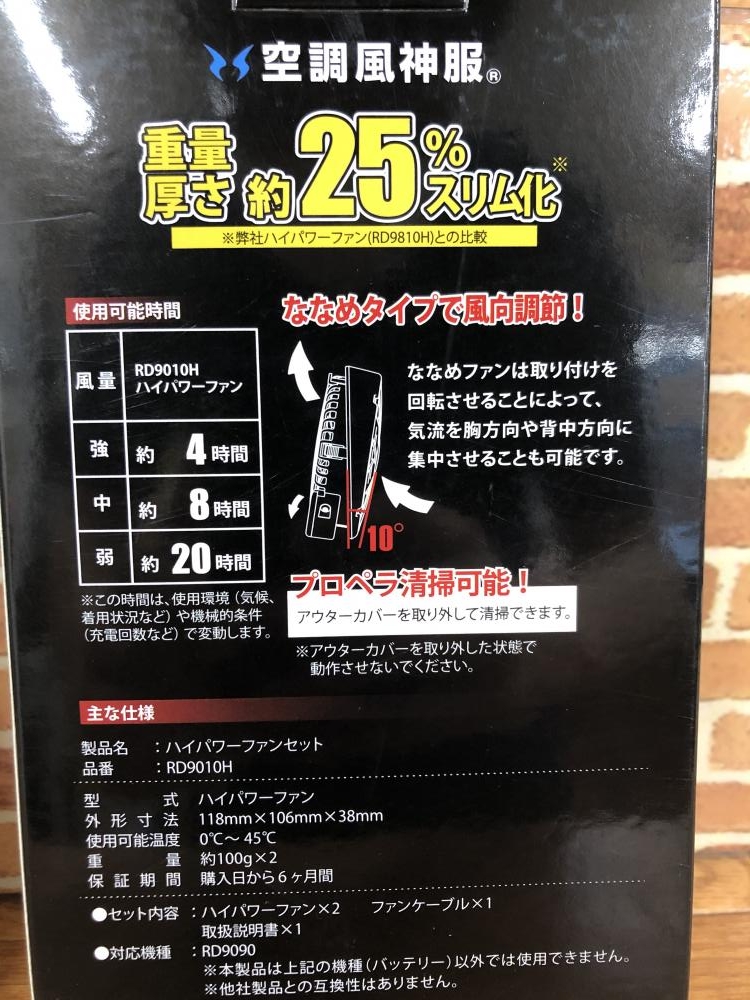 空調風神服®
重量
厚さ 約25%スリム化※
※弊社ハイパワーファン(RD9810H)との比較
使用可能時間
風量 RD9010H
ハイパワーファン
強 約 4時間
中 約 8時間
弱 約 20時間
※この時間は、使用環境（気候、
着用状況など）や機械的条件
（充電回数など）で変動します。
ななめタイプで風向調節！
ななめファンは取り付けを
回転させることによって、
気流を胸方向や背中方向に
集中させることも可能です。
10°
プロペラ清掃可能！
アウターカバーを取り外して清掃できます。
※アウターカバーを取り外した状態で
動作させないでください。
主な仕様
製品名 ：ハイパワーファンセット
品番 ：RD9010H
型式 ハイパワーファン
外形寸法 118mm×106mm×38mm
使用可能温度 0℃～45℃
重量 約100g×2
保証期間 購入日から6ヶ月間
●セット内容 ：ハイパワーファン×2 ファンケーブル×1
取扱説明書×1
●対応機種 ：RD9090
※本製品は上記の機種（バッテリー）以外では使用できません。
※他社製品との互換性はありません。